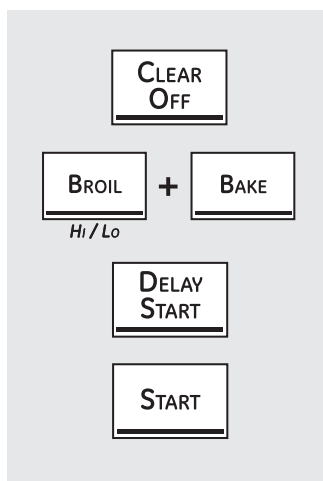 CLEAR
OFF
BROIL + BAKE
HI / LO
DELAY
START
START